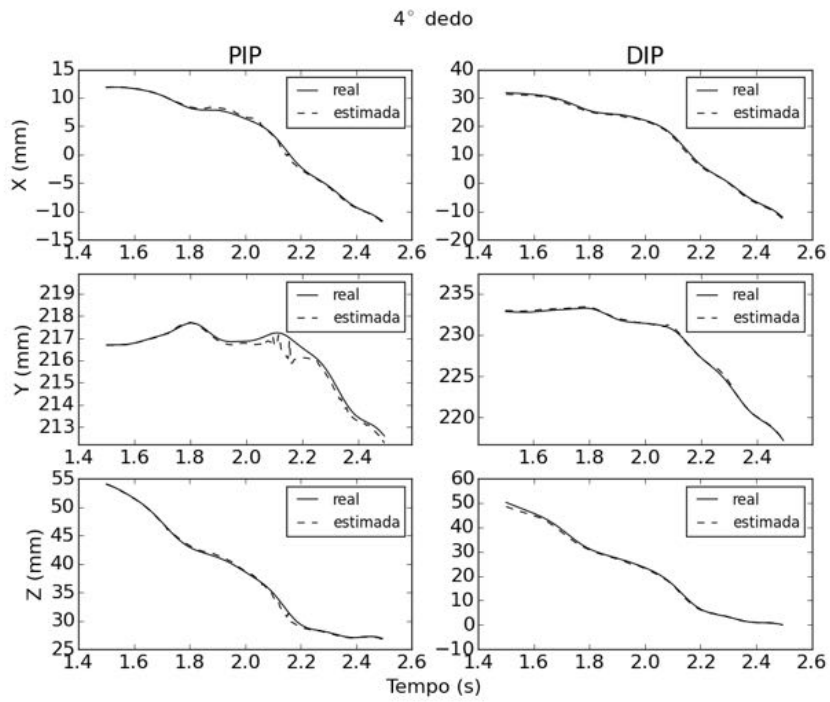 4° dedo
PIP
DIP
X (mm)
15
10
5
0
−5
−10
−15
real
estimada
1.4 1.6 1.8 2.0 2.2 2.4 2.6
40
30
20
10
0
−10
−20
real
estimada
1.4 1.6 1.8 2.0 2.2 2.4 2.6
Y (mm)
219
218
217
216
215
214
213
real
estimada
1.4 1.6 1.8 2.0 2.2 2.4 2.6
235
230
225
220
real
estimada
1.4 1.6 1.8 2.0 2.2 2.4 2.6
Z (mm)
55
50
45
40
35
30
25
real
estimada
1.4 1.6 1.8 2.0 2.2 2.4 2.6
60
50
40
30
20
10
0
−10
real
estimada
1.4 1.6 1.8 2.0 2.2 2.4 2.6
Tempo (s)